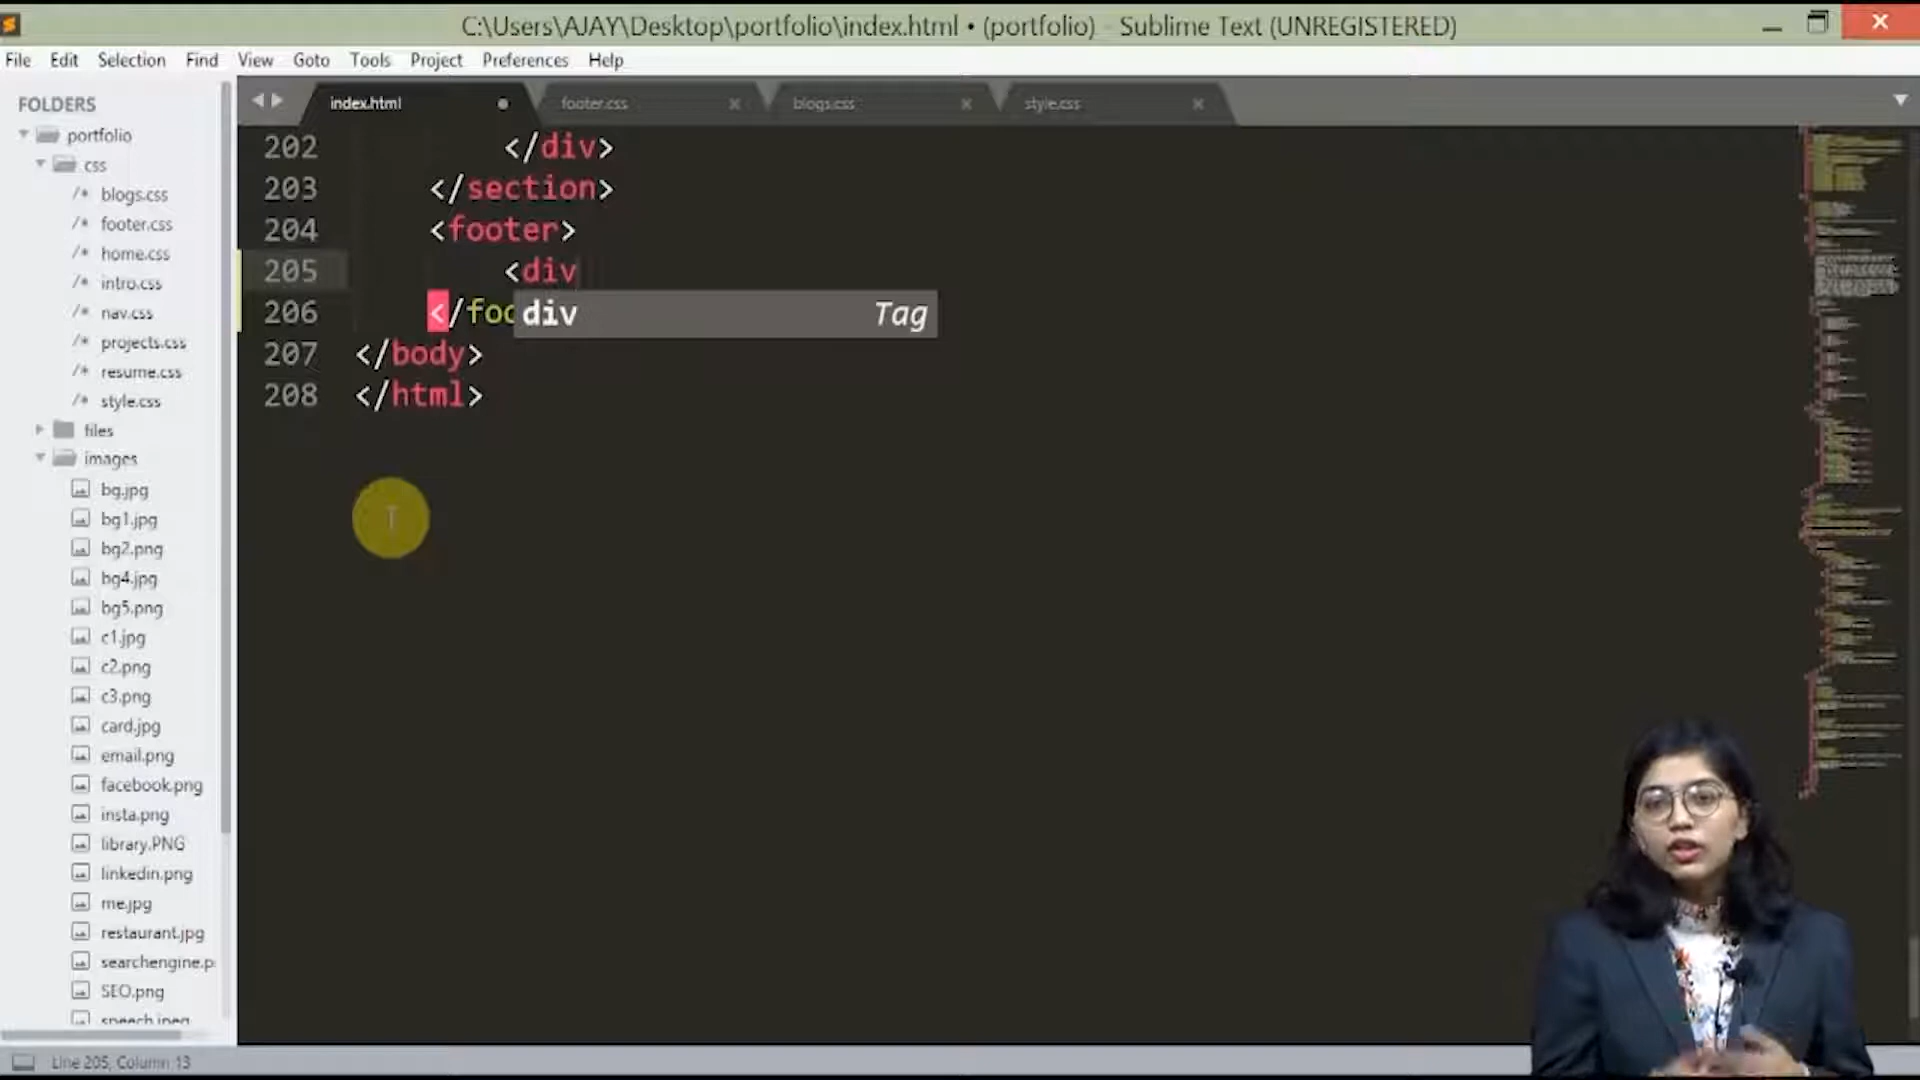 C:\Users\AJAY\Desktop\portfolio\index.html • (portfolio) - Sublime Text (UNREGISTERED)
File Edit Selection Find View Goto Tools Project Preferences Help
FOLDERS
portfolio
css
/* blogs.css
/* footer.css
/* home.css
/* intro.css
/* nav.css
/* projects.css
/* resume.css
/* style.css
files
images
bg.jpg
bg1.jpg
bg2.png
bg4.jpg
bg5.png
c1.jpg
c2.png
c3.png
card.jpg
email.png
facebook.png
insta.png
library.PNG
linkedin.png
me.jpg
restaurant.jpg
searchengine.p
SEO.png
speech.jpeg
index.html footer.css blogs.css style.css
202 </div>
203 </section>
204 <footer>
205 <div
206 </foo
div Tag
207 </body>
208 </html>
Line 205, Column 13